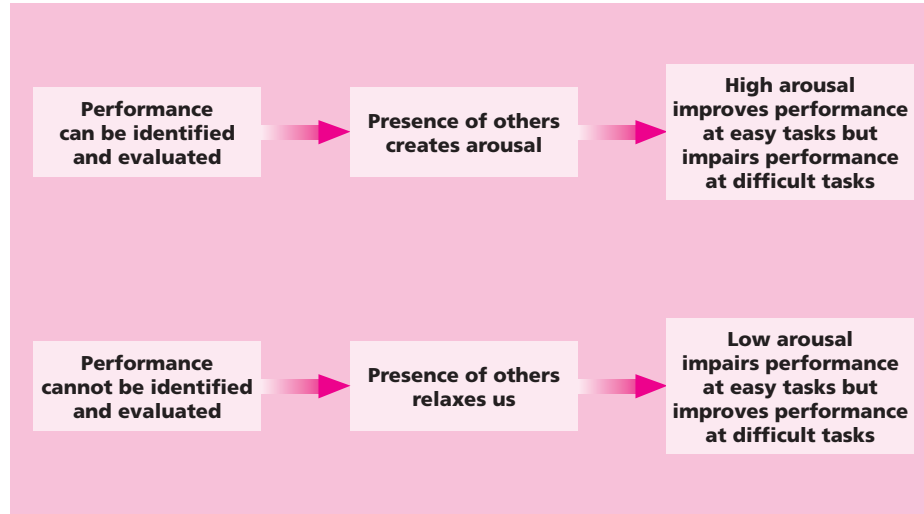 Performance
can be identified
and evaluated
Presence of others
creates arousal
High arousal
improves performance
at easy tasks but
impairs performance
at difficult tasks
Performance
cannot be identified
and evaluated
Presence of others
relaxes us
Low arousal
impairs performance
at easy tasks but
improves performance
at difficult tasks